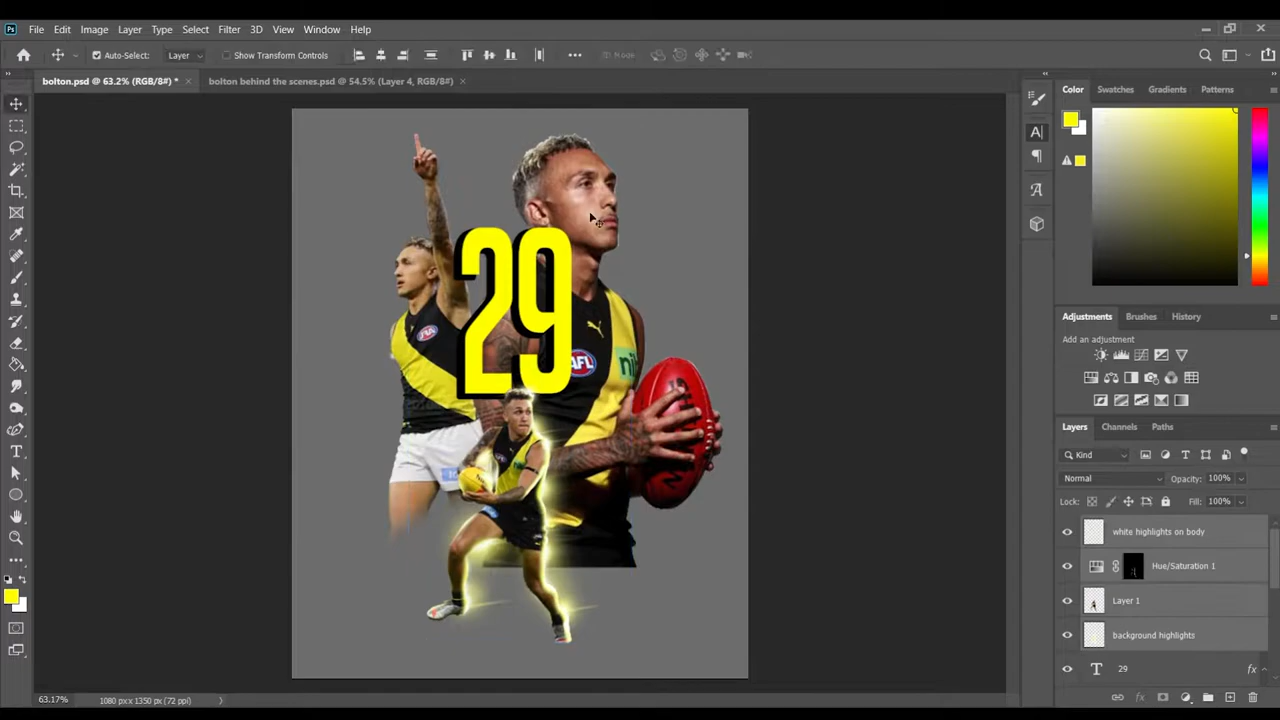 Ps File Edit Image Layer Type Select Filter 3D View Window Help
Auto-Select: Layer Show Transform Controls 3D Mode
bolton.psd @ 63.2% (RGB/8#) * × bolton behind the scenes.psd @ 54.5% (Layer 4, RGB/8#) ×
Color Swatches Gradients Patterns
29
AFL
Adjustments Brushes History
Add an adjustment
Layers Channels Paths
Kind
Normal Opacity: 100%
Lock: Fill: 100%
white highlights on body
Hue/Saturation 1
Layer 1
background highlights
T 29 fx
63.17% 1080 px x 1350 px (72 ppi)